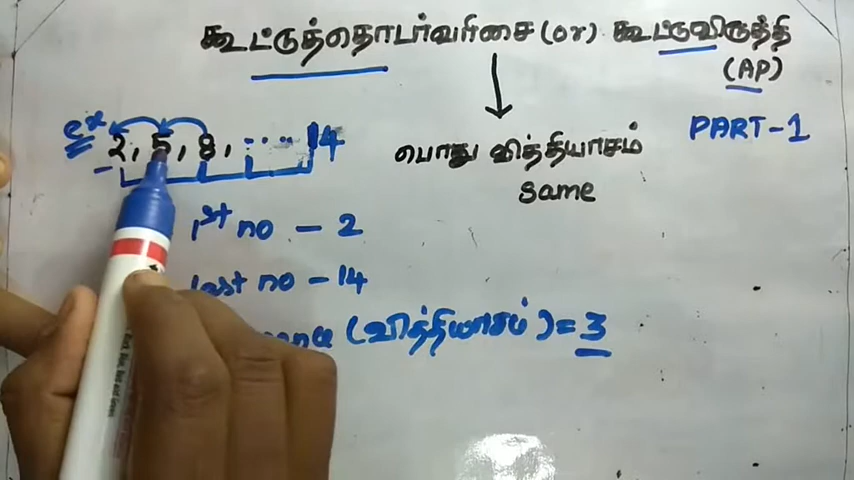 கூட்டுத்தொடர்வரிசை (or) கூட்டுவிருத்தி
(AP)
ex 2, 5, 8, ... 14
பொது வித்தியாசம்
same
PART-1
1st no - 2
last no - 14
(வித்தியாசம்) = 3